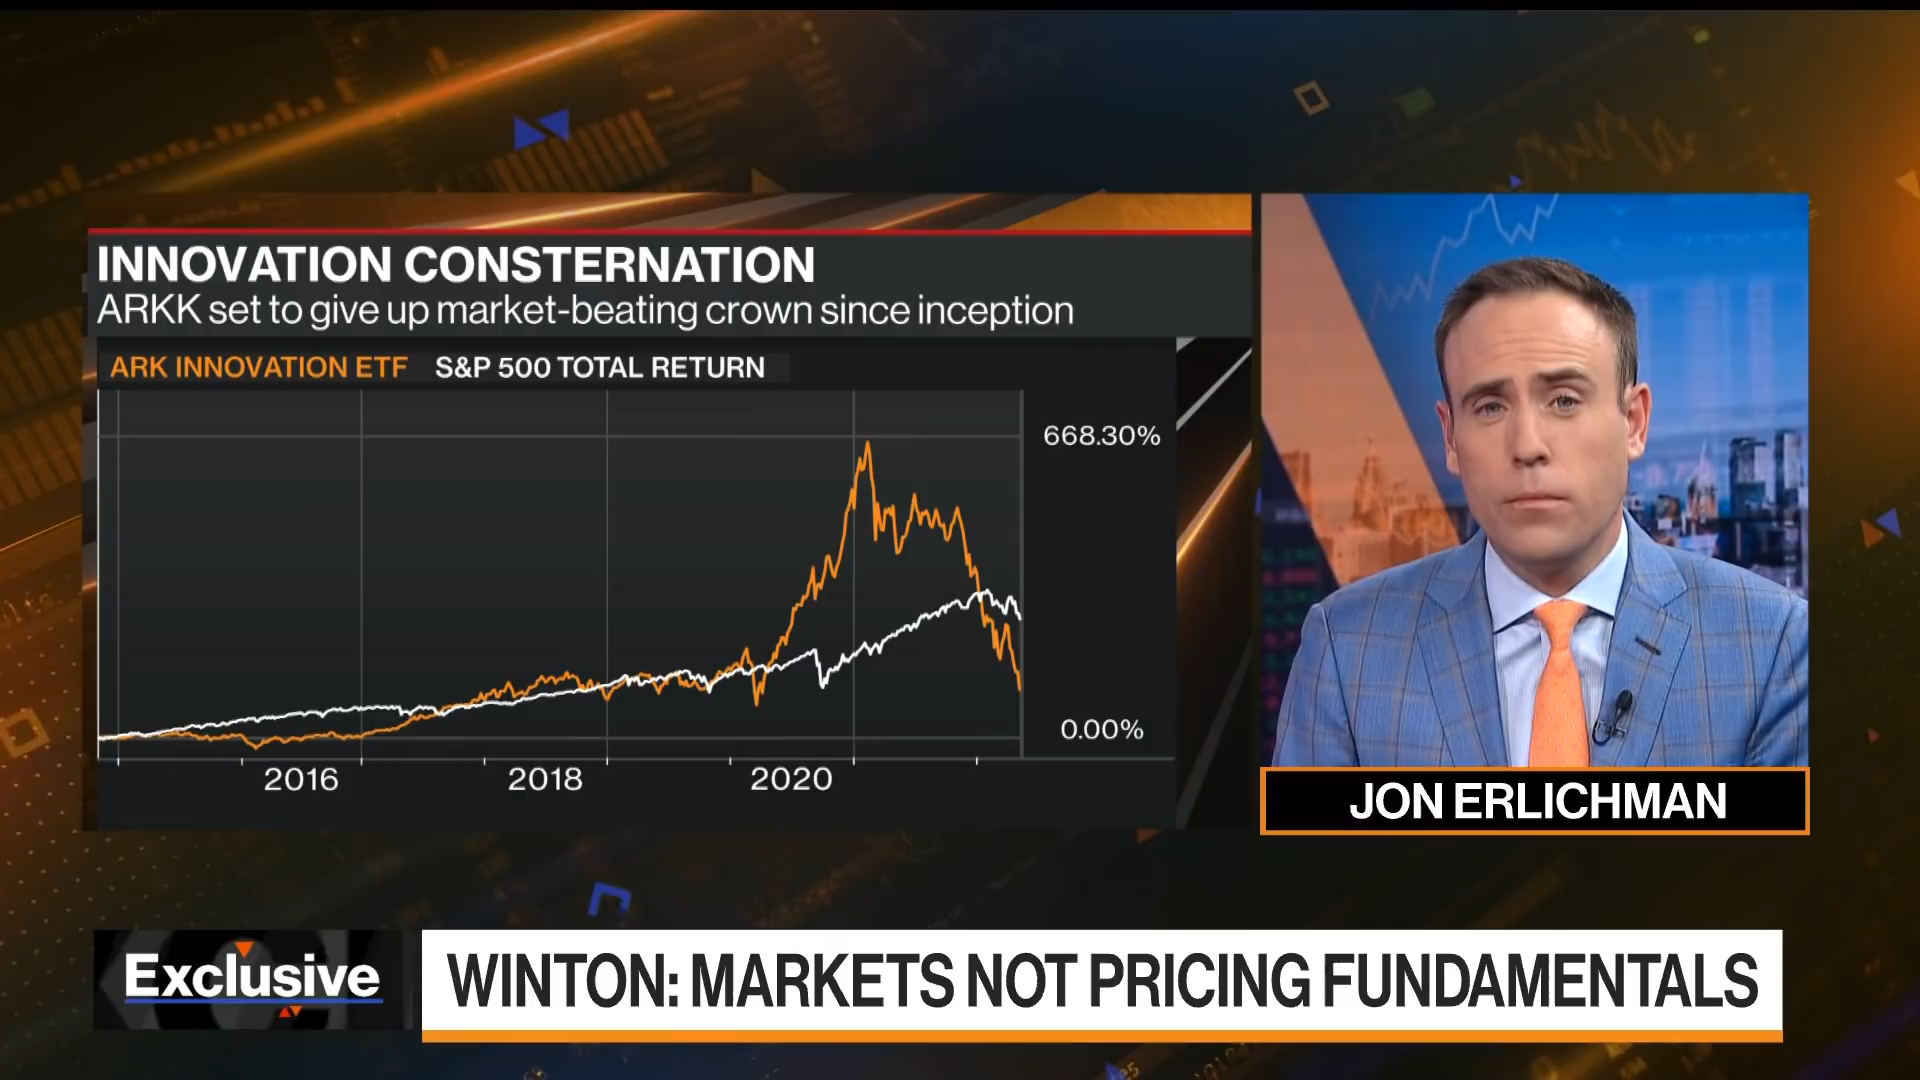 INNOVATION CONSTERNATION
ARKK set to give up market-beating crown since inception
ARK INNOVATION ETF S&P 500 TOTAL RETURN
668.30%
0.00%
2016 2018 2020
JON ERLICHMAN
Exclusive
WINTON: MARKETS NOT PRICING FUNDAMENTALS